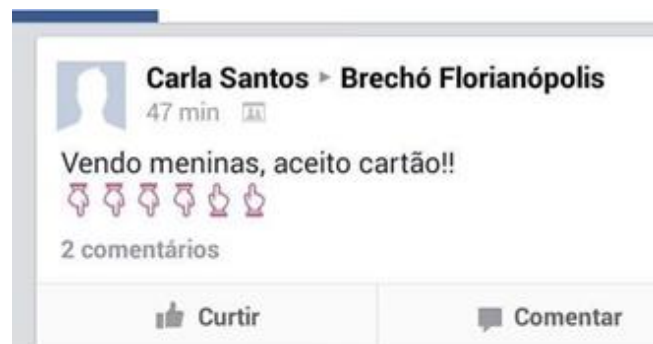 Carla Santos ▸ Brechó Florianópolis
47 min
Vendo meninas, aceito cartão!!
👇👇👇👇👆👆
2 comentários
Curtir
Comentar